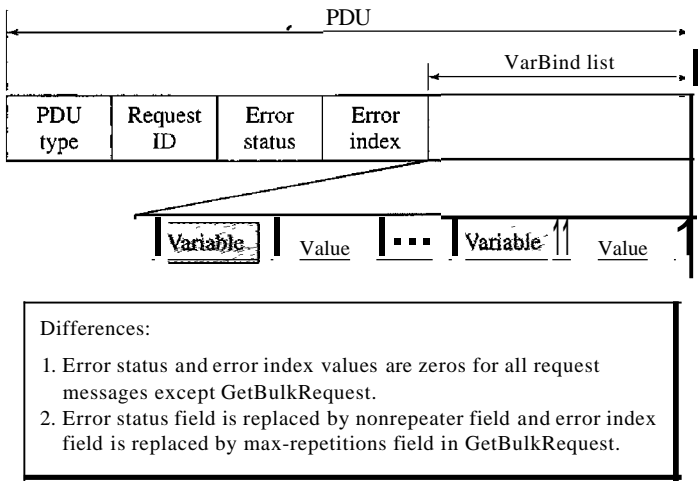 PDU
VarBind list
PDU type
Request ID
Error status
Error index
Variable Value ... Variable Value
Differences:
1. Error status and error index values are zeros for all request
messages except GetBulkRequest.
2. Error status field is replaced by nonrepeater field and error index
field is replaced by max-repetitions field in GetBulkRequest.